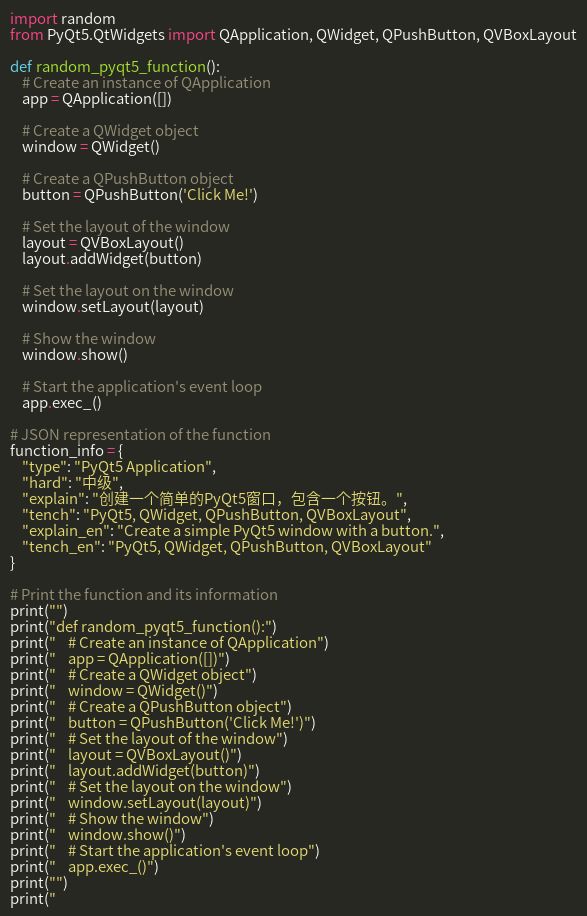 import random
from PyQt5.QtWidgets import QApplication, QWidget, QPushButton, QVBoxLayout

def random_pyqt5_function():
    # Create an instance of QApplication
    app = QApplication([])

    # Create a QWidget object
    window = QWidget()

    # Create a QPushButton object
    button = QPushButton('Click Me!')

    # Set the layout of the window
    layout = QVBoxLayout()
    layout.addWidget(button)

    # Set the layout on the window
    window.setLayout(layout)

    # Show the window
    window.show()

    # Start the application's event loop
    app.exec_()

# JSON representation of the function
function_info = {
    "type": "PyQt5 Application",
    "hard": "中级",
    "explain": "创建一个简单的PyQt5窗口，包含一个按钮。",
    "tench": "PyQt5, QWidget, QPushButton, QVBoxLayout",
    "explain_en": "Create a simple PyQt5 window with a button.",
    "tench_en": "PyQt5, QWidget, QPushButton, QVBoxLayout"
}

# Print the function and its information
print("")
print("def random_pyqt5_function():")
print("    # Create an instance of QApplication")
print("    app = QApplication([])")
print("    # Create a QWidget object")
print("    window = QWidget()")
print("    # Create a QPushButton object")
print("    button = QPushButton('Click Me!')")
print("    # Set the layout of the window")
print("    layout = QVBoxLayout()")
print("    layout.addWidget(button)")
print("    # Set the layout on the window")
print("    window.setLayout(layout)")
print("    # Show the window")
print("    window.show()")
print("    # Start the application's event loop")
print("    app.exec_()")
print("")
print("